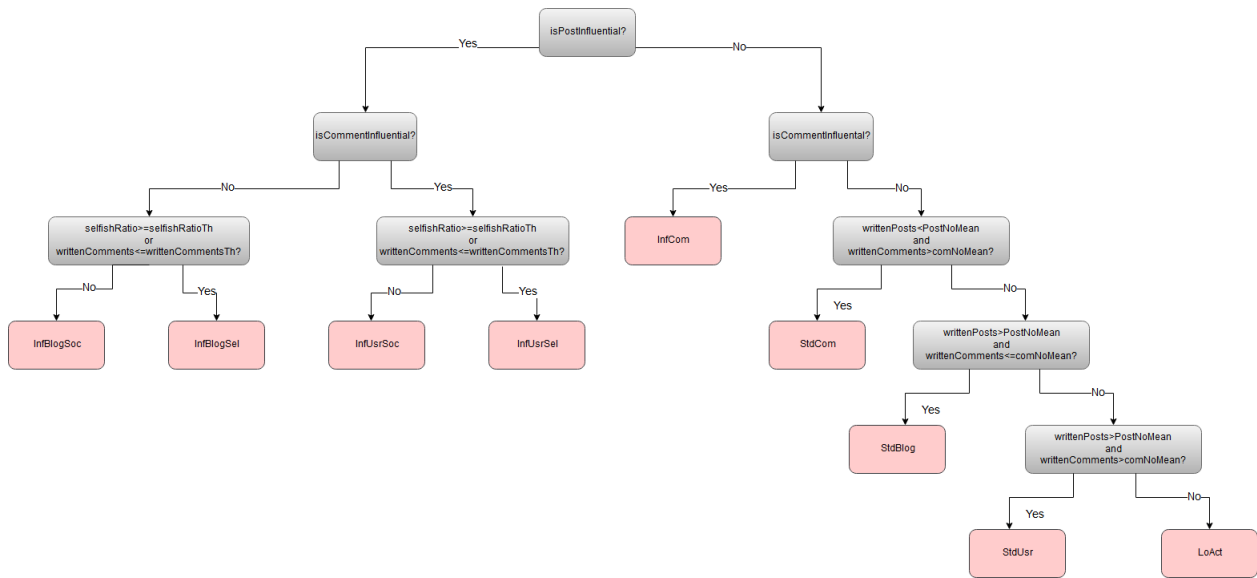 isPostInfluential?
Yes
No
isCommentInfluential?
isCommentInfluental?
No
Yes
Yes
No
selfishRatio>=selfishRatioTh
or
writtenComments<=writtenCommentsTh?
selfishRatio>=selfishRatioTh
or
writtenComments<=writtenCommentsTh?
InfCom
writtenPosts<PostNoMean
and
writtenComments>comNoMean?
No
Yes
No
Yes
Yes
No
InfBlogSoc
InfBlogSel
InfUsrSoc
InfUsrSel
StdCom
writtenPosts>PostNoMean
and
writtenComments<=comNoMean?
Yes
No
StdBlog
writtenPosts>PostNoMean
and
writtenComments>comNoMean?
Yes
No
StdUsr
LoAct